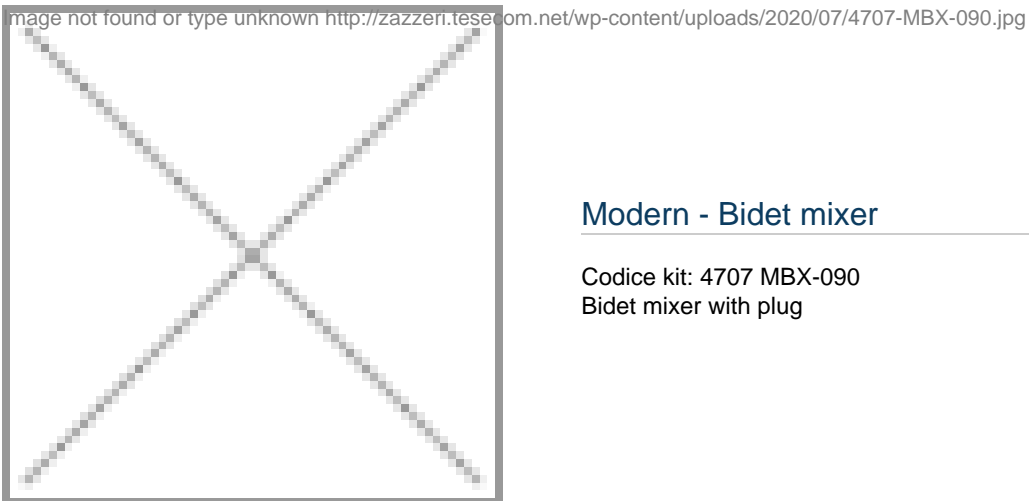 Image not found or type unknown http://zazzeri.tesecom.net/wp-content/uploads/2020/07/4707-MBX-090.jpg
Modern - Bidet mixer
Codice kit: 4707 MBX-090
Bidet mixer with plug